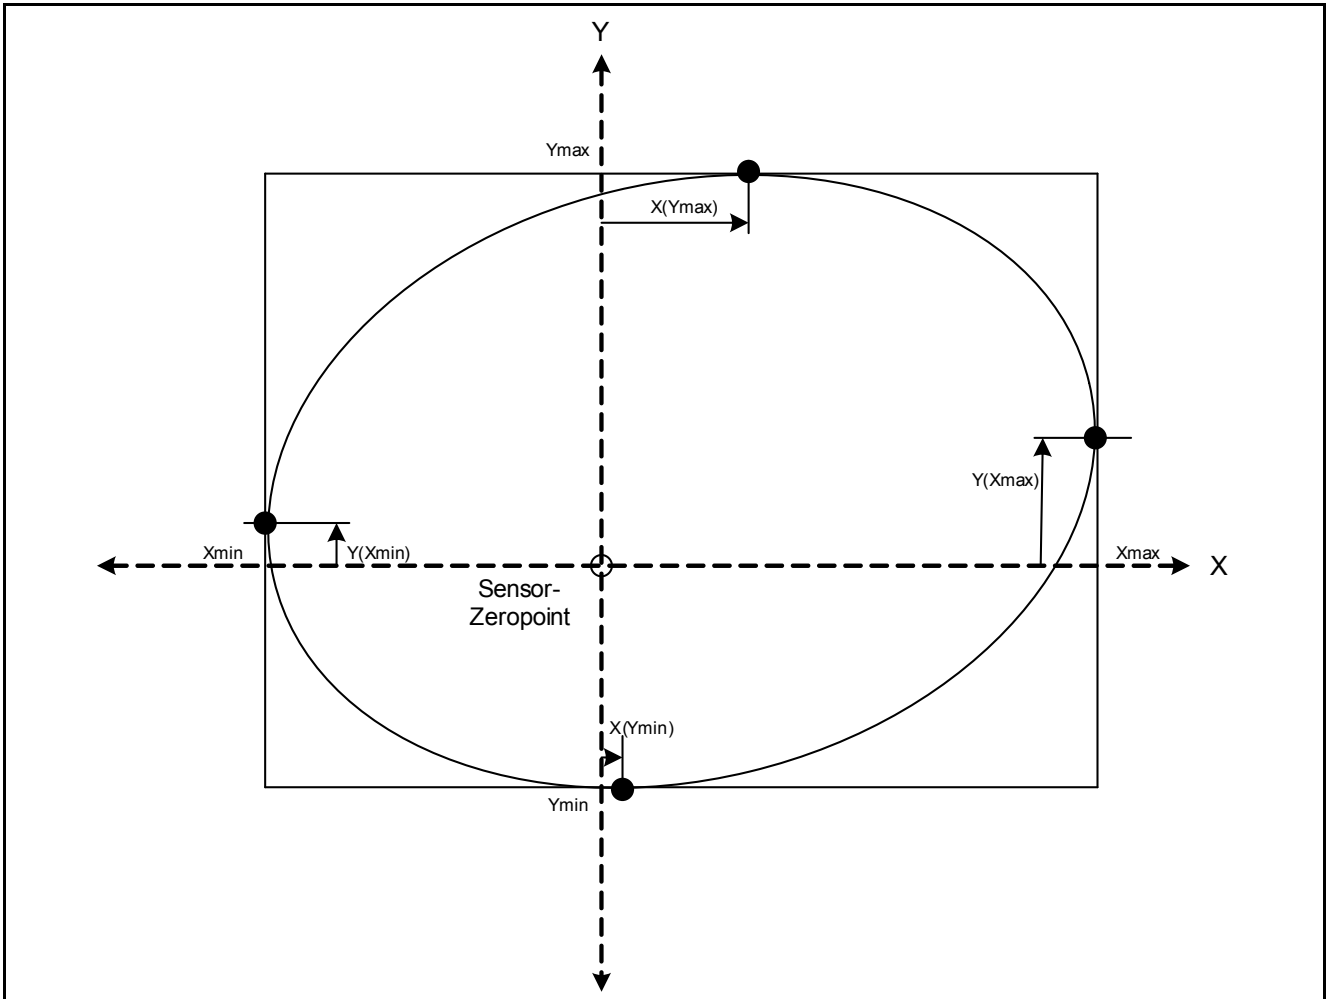 Y
Ymax
X(Ymax)
Y(Xmax)
Xmin
Y(Xmin)
Xmax
X
Sensor-
Zeropoint
X(Ymin)
Ymin